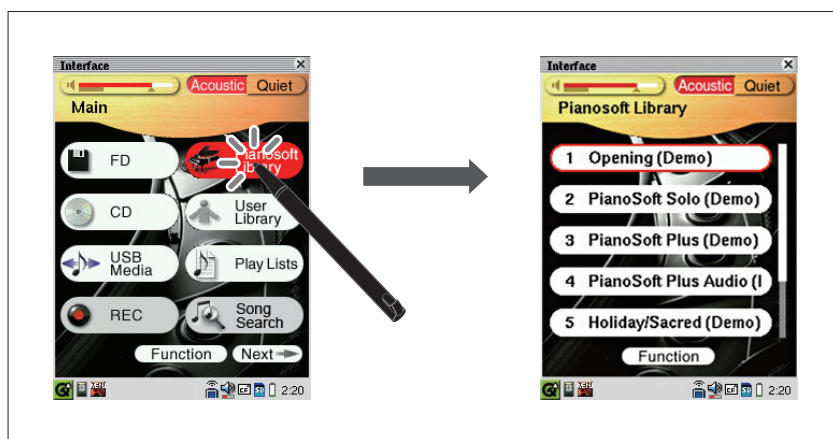 Interface
Acoustic Quiet
Main
FD
Pianosoft
Library
CD
User
Library
USB
Media
Play Lists
REC
Song
Search
Function Next
MENU
2:20
Interface
Acoustic Quiet
Pianosoft Library
1 Opening (Demo)
2 PianoSoft Solo (Demo)
3 PianoSoft Plus (Demo)
4 PianoSoft Plus Audio (I
5 Holiday/Sacred (Demo)
Function
MENU
2:20